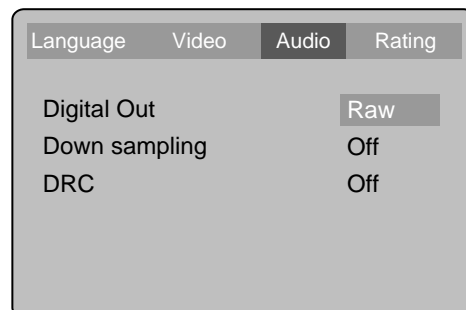 Language Video Audio Rating
Digital Out Raw
Down sampling Off
DRC Off